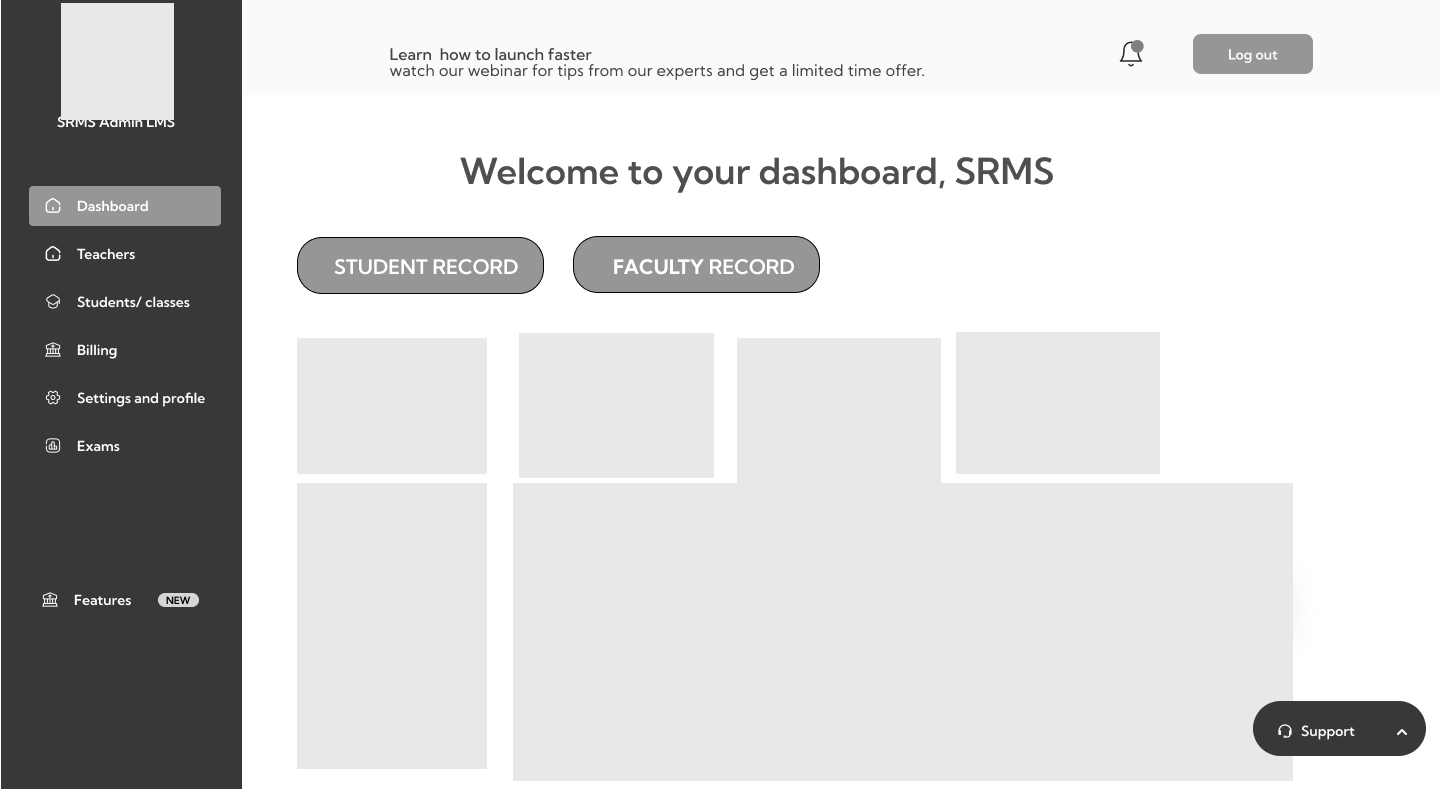 SRMS Admin LMS
Dashboard
Teachers
Students/ classes
Billing
Settings and profile
Exams
Features NEW
Learn  how to launch faster
watch our webinar for tips from our experts and get a limited time offer.
Log out
Welcome to your dashboard, SRMS
STUDENT RECORD
FACULTY RECORD
Support